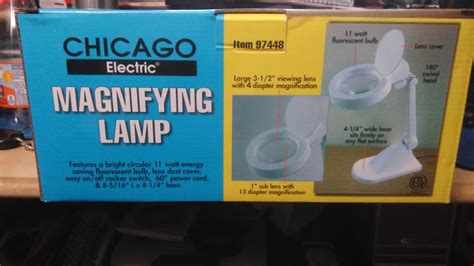 CHICAGO
Electric®
MAGNIFYING
LAMP
Features a bright circular 11 watt energy
saving fluorescent bulb, lens dust cover,
easy on/off rocker switch, 60" power cord,
& 8-5/16" L x 4-1/4" base
Item 97448
Large 3-1/2" viewing lens
with 4 diopter magnification
1" sub lens with
13 diopter magnification
11 watt
fluorescent bulb
Lens cover
180°
swivel
head
4-1/4" wide base
sits firmly on
any flat surface